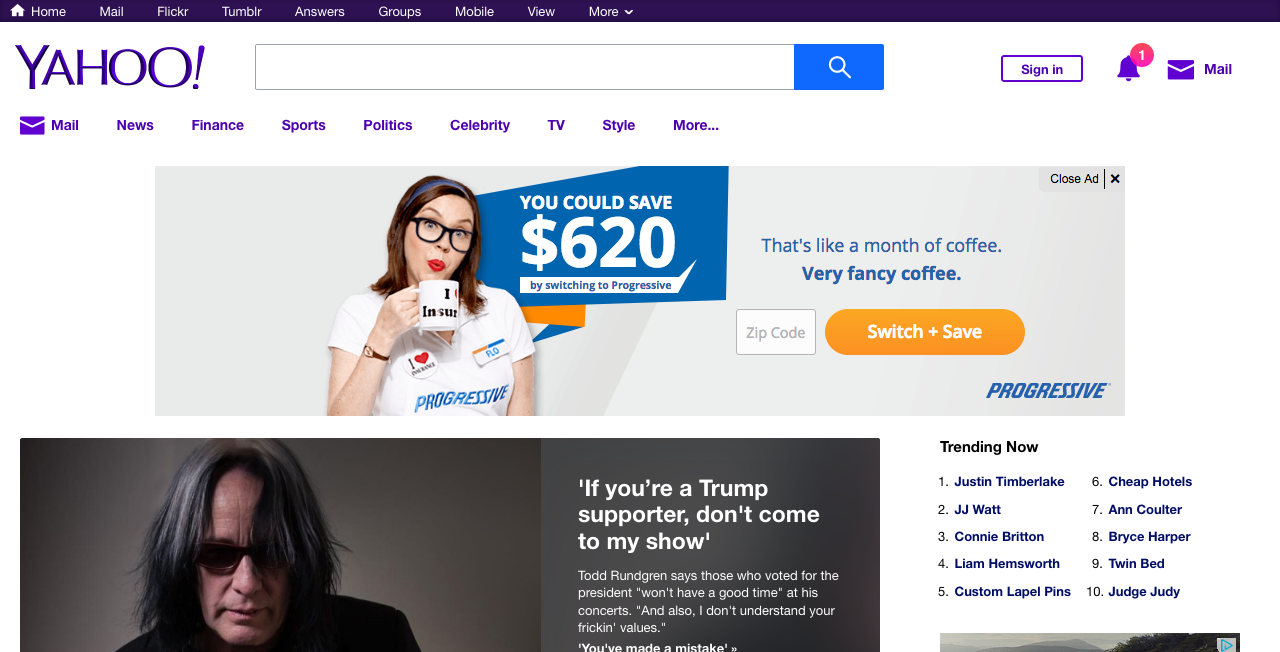 Home Mail Flickr Tumblr Answers Groups Mobile View More
YAHOO!
Sign in
1
Mail
Mail News Finance Sports Politics Celebrity TV Style More...
Close Ad
YOU COULD SAVE
$620
by switching to Progressive
That's like a month of coffee.
Very fancy coffee.
Zip Code
Switch + Save
I
Insur
I
INSURANCE
FLO
PROGRESSIVE
PROGRESSIVE
'If you’re a Trump
supporter, don't come
to my show'
Todd Rundgren says those who voted for the
president "won't have a good time" at his
concerts. "And also, I don't understand your
frickin' values."
'You've made a mistake' »
Trending Now
1. Justin Timberlake
2. JJ Watt
3. Connie Britton
4. Liam Hemsworth
5. Custom Lapel Pins
6. Cheap Hotels
7. Ann Coulter
8. Bryce Harper
9. Twin Bed
10. Judge Judy